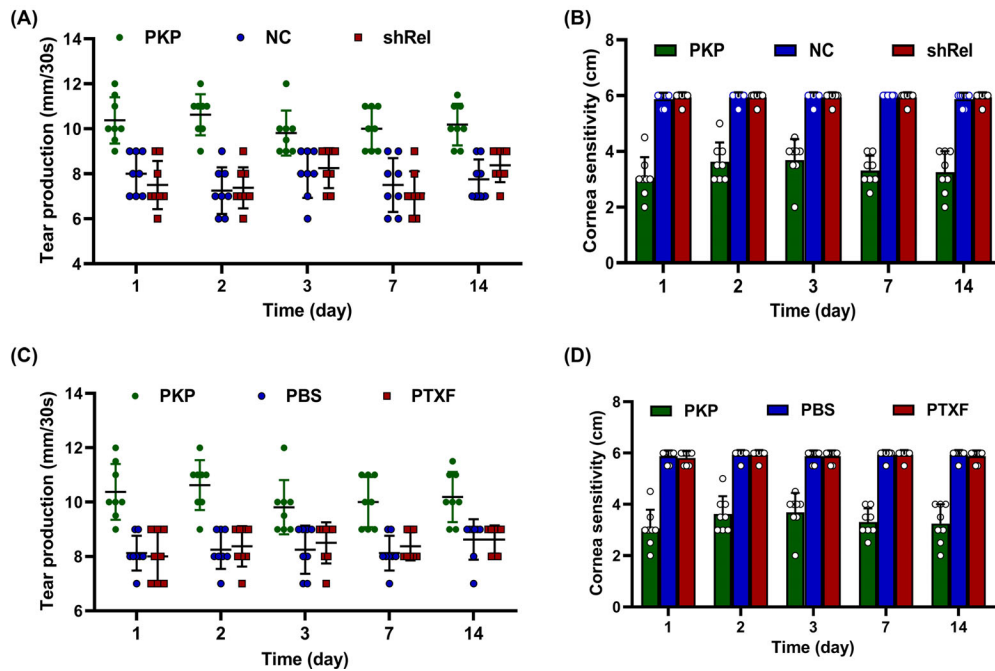 (A)
PKP NC shRel
Tear production (mm/30s)
14
12
10
8
6
4
1 2 3 7 14
Time (day)
(B)
PKP NC shRel
Cornea sensitivity (cm)
8
6
4
2
0
1 2 3 7 14
Time (day)
(C)
PKP PBS PTXF
Tear production (mm/30s)
14
12
10
8
6
1 2 3 7 14
Time (day)
(D)
PKP PBS PTXF
Cornea sensitivity (cm)
8
6
4
2
0
1 2 3 7 14
Time (day)